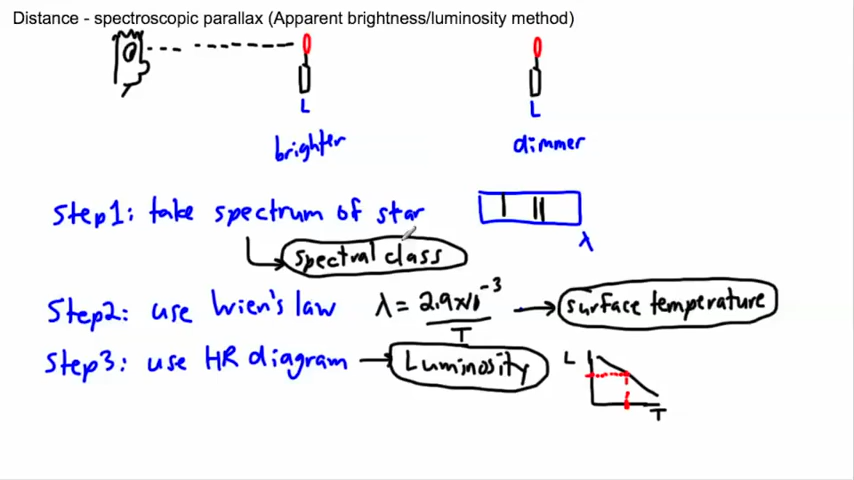 Distance - spectroscopic parallax (Apparent brightness/luminosity method)
L L
brighter dimmer
Step1: take spectrum of star
λ
spectral class
Step2: use Wien's law λ = 2.9x10⁻³ / T → surface temperature
Step3: use HR diagram → Luminosity
L
T